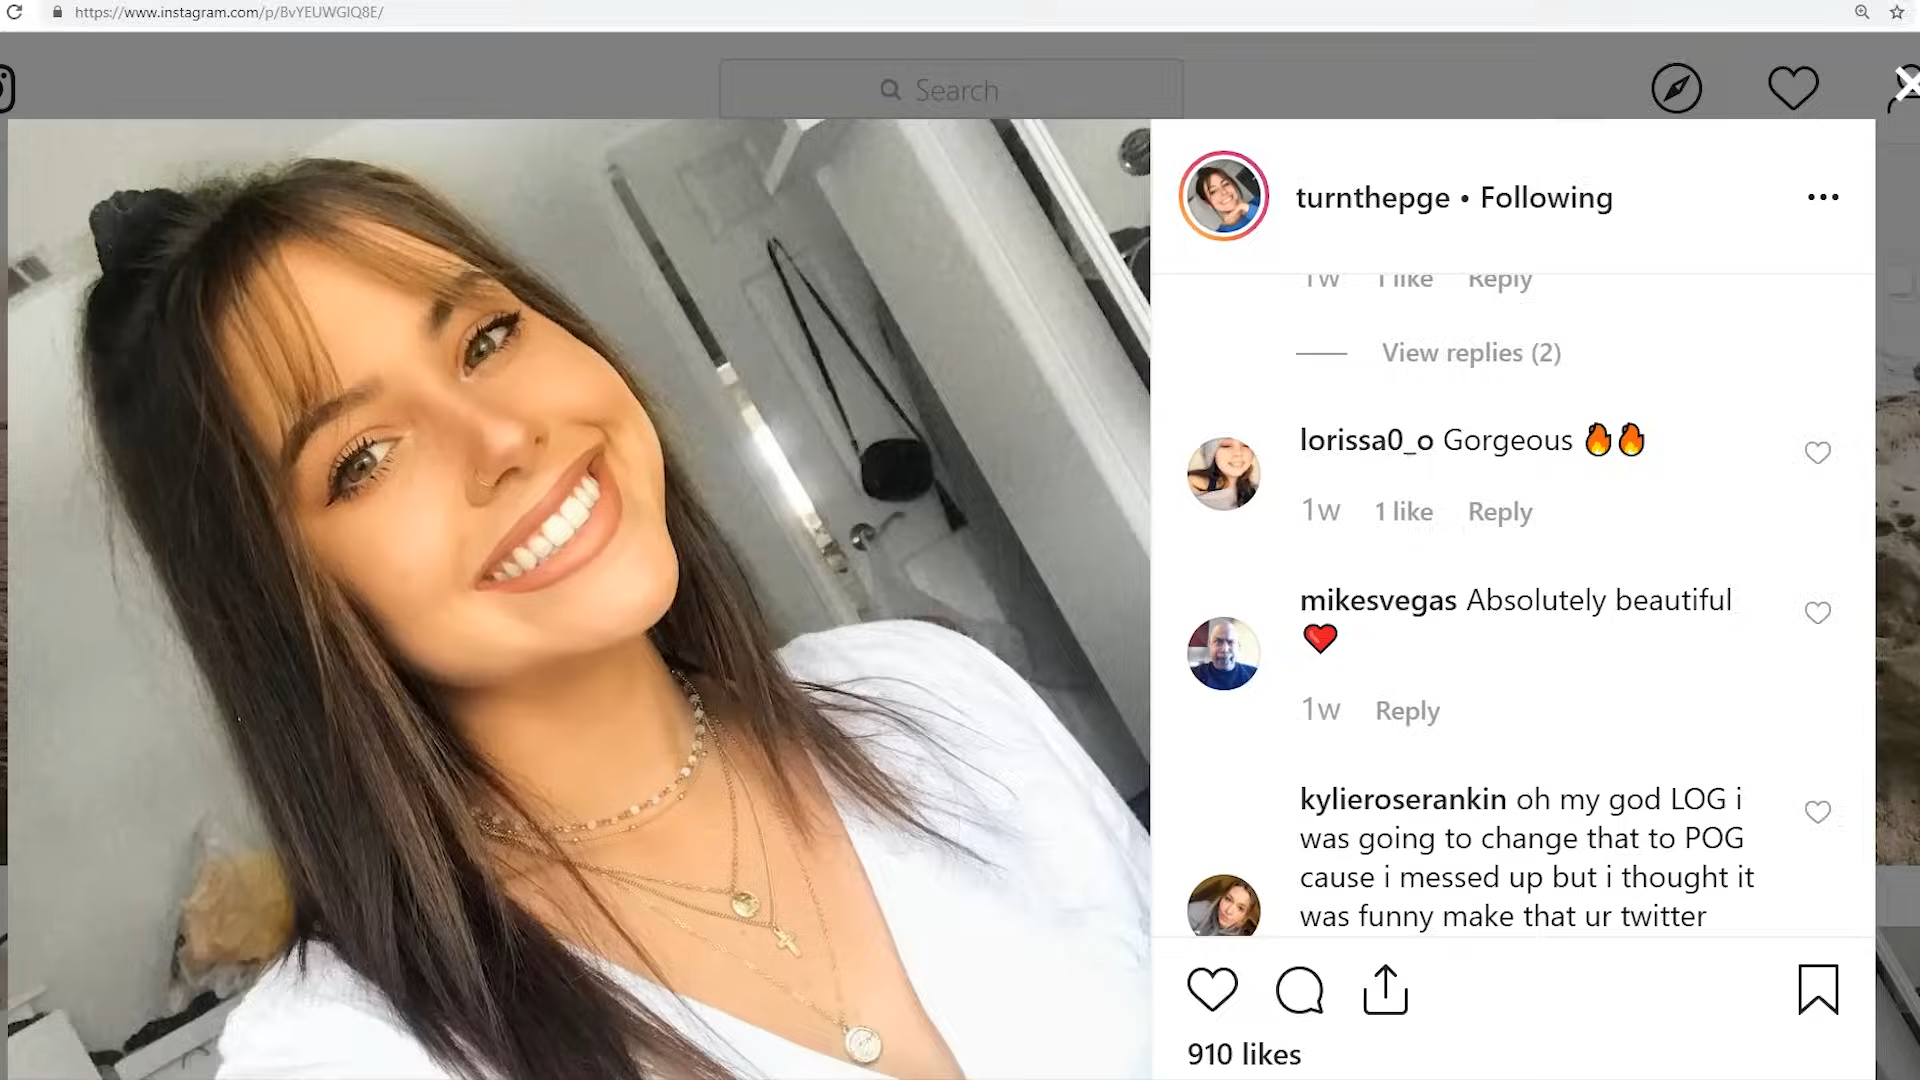 https://www.instagram.com/p/BvYEUWGIQ8E/
Search
turnthepge • Following
1w 1 like Reply
View replies (2)
lorissa0_o Gorgeous 🔥🔥
1w 1 like Reply
mikesvegas Absolutely beautiful
❤️
1w Reply
kylieroserankin oh my god LOG i
was going to change that to POG
cause i messed up but i thought it
was funny make that ur twitter
910 likes